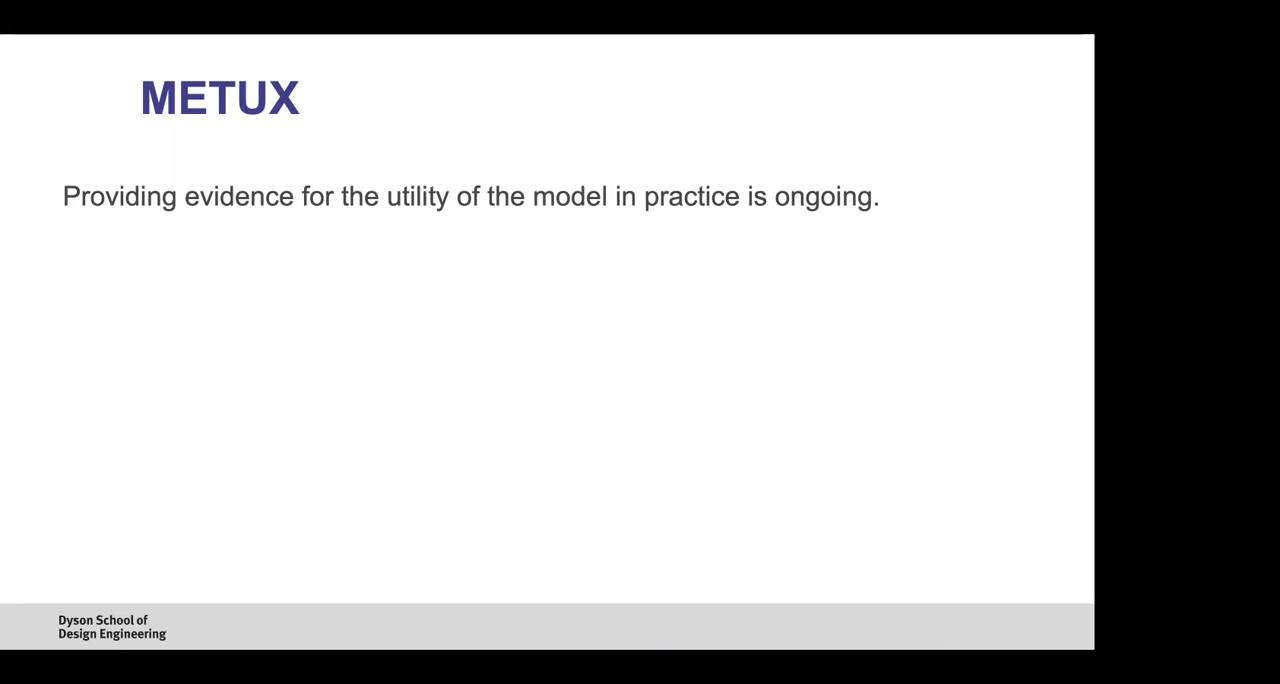 METUX
Providing evidence for the utility of the model in practice is ongoing.
Dyson School of
Design Engineering